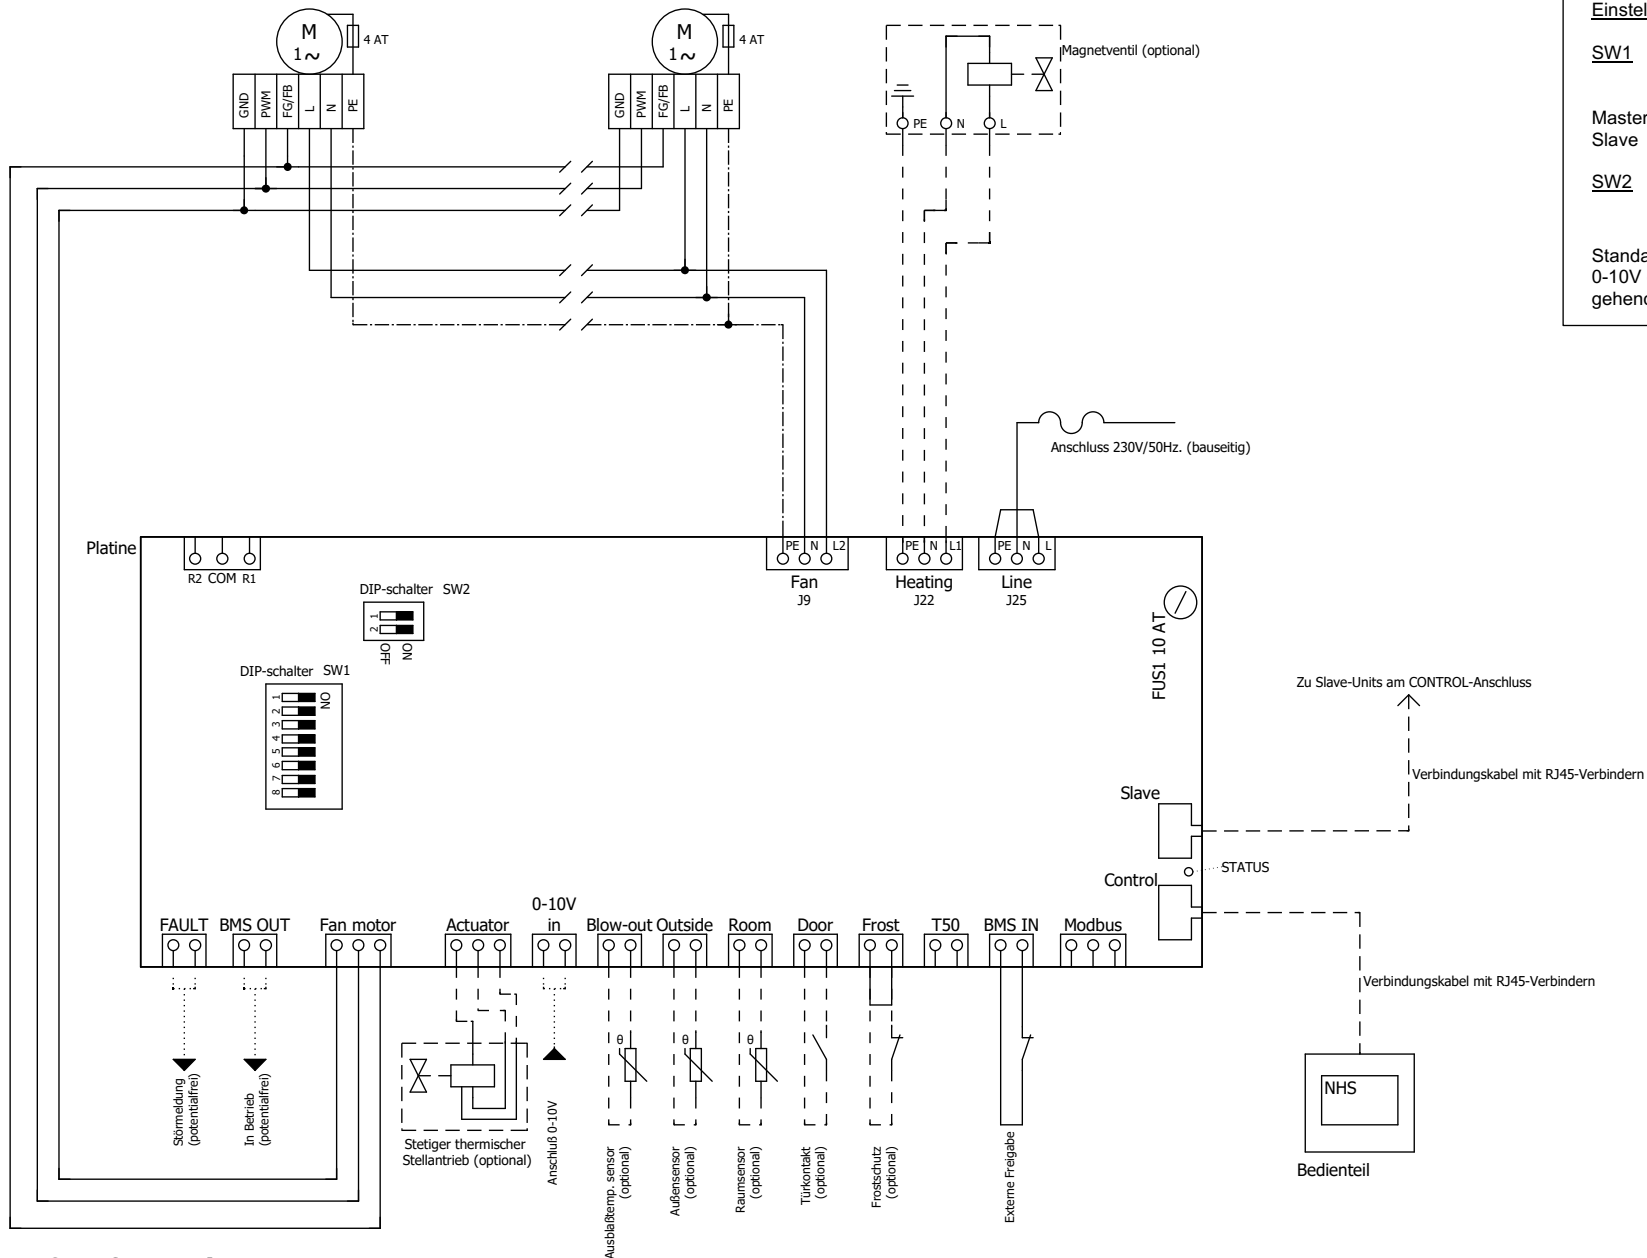 M
1~
4 AT
GND
PWM
FG/FB
L
N
PE
M
1~
4 AT
GND
PWM
FG/FB
L
N
PE
Magnetventil (optional)
PE
N
L
SW1
Slave
SW2
0-10V
Anschluss 230V/50Hz. (bauseitig)
Platine
R2 COM R1
PE N L2
Fan
J9
PE N L1
Heating
J22
PE N L
Line
J25
DIP-schalter SW2
1
2
OFF
ON
DIP-schalter SW1
1
2
3
4
5
6
7
8
ON
FUS1 10 AT
Zu Slave-Units am CONTROL-Anschluss
Verbindungskabel mit RJ45-Verbindern
Slave
STATUS
Control
FAULT
BMS OUT
Fan motor
Actuator
0-10V
in
Blow-out
Outside
Room
Door
Frost
T50
BMS IN
Modbus
Verbindungskabel mit RJ45-Verbindern
θ
θ
θ
Störmeldung
(potentialfrei)
In Betrieb
(potentialfrei)
Stetiger thermischer
Stellantrieb (optional)
Anschluß 0-10V
Ausblaßtemp. sensor
(optional)
Außensensor
(optional)
Raumsensor
(optional)
Türkontakt
(optional)
Frostschutz
(optional)
Externe Freigabe
NHS
Bedienteil